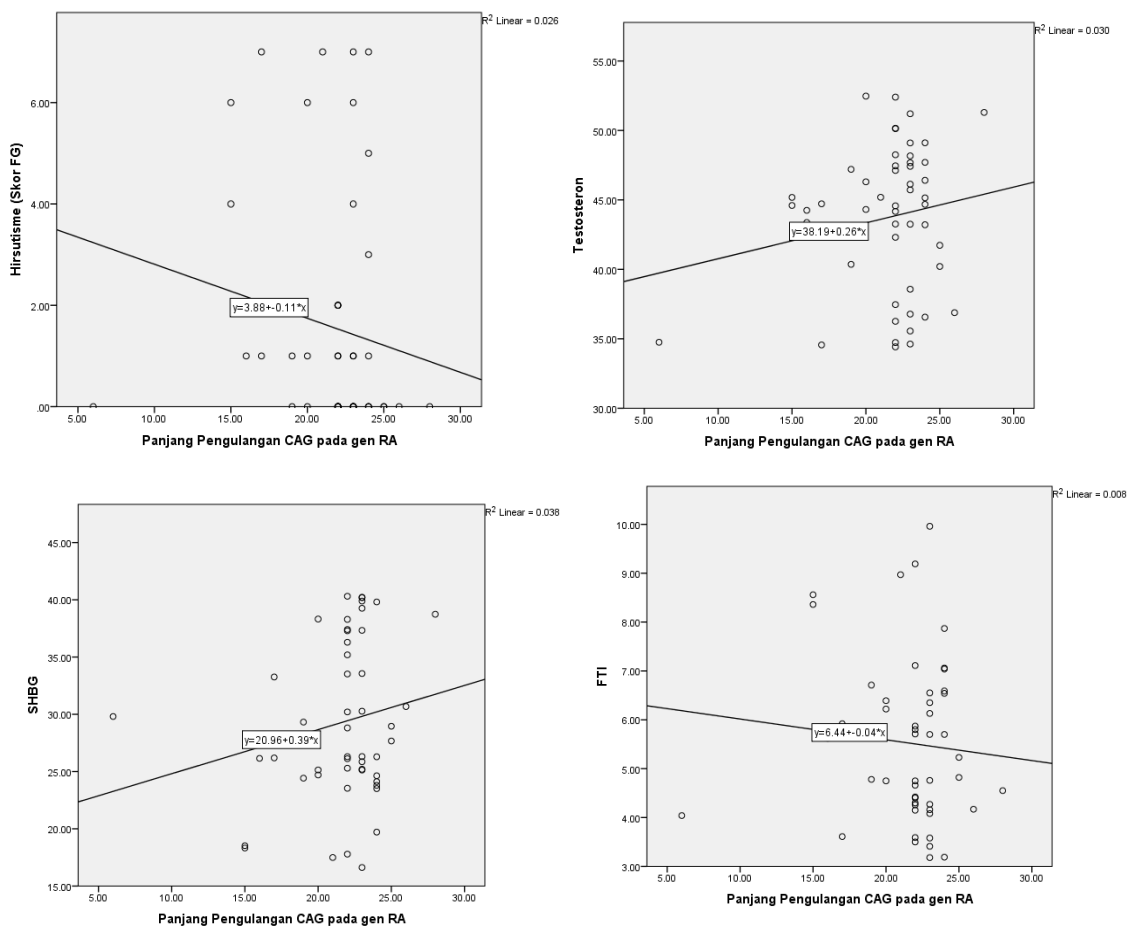 R² Linear = 0.026
6.00
4.00
2.00
.00
Hirsutisme (Skor FG)
y=3.88+-0.11*x
5.00 10.00 15.00 20.00 25.00 30.00
Panjang Pengulangan CAG pada gen RA
R² Linear = 0.030
55.00
50.00
45.00
40.00
35.00
30.00
Testosteron
y=38.19+0.26*x
5.00 10.00 15.00 20.00 25.00 30.00
Panjang Pengulangan CAG pada gen RA
R² Linear = 0.038
45.00
40.00
35.00
30.00
25.00
20.00
15.00
SHBG
y=20.96+0.39*x
5.00 10.00 15.00 20.00 25.00 30.00
Panjang Pengulangan CAG pada gen RA
R² Linear = 0.008
10.00
9.00
8.00
7.00
6.00
5.00
4.00
3.00
FTI
y=6.44+-0.04*x
5.00 10.00 15.00 20.00 25.00 30.00
Panjang Pengulangan CAG pada gen RA